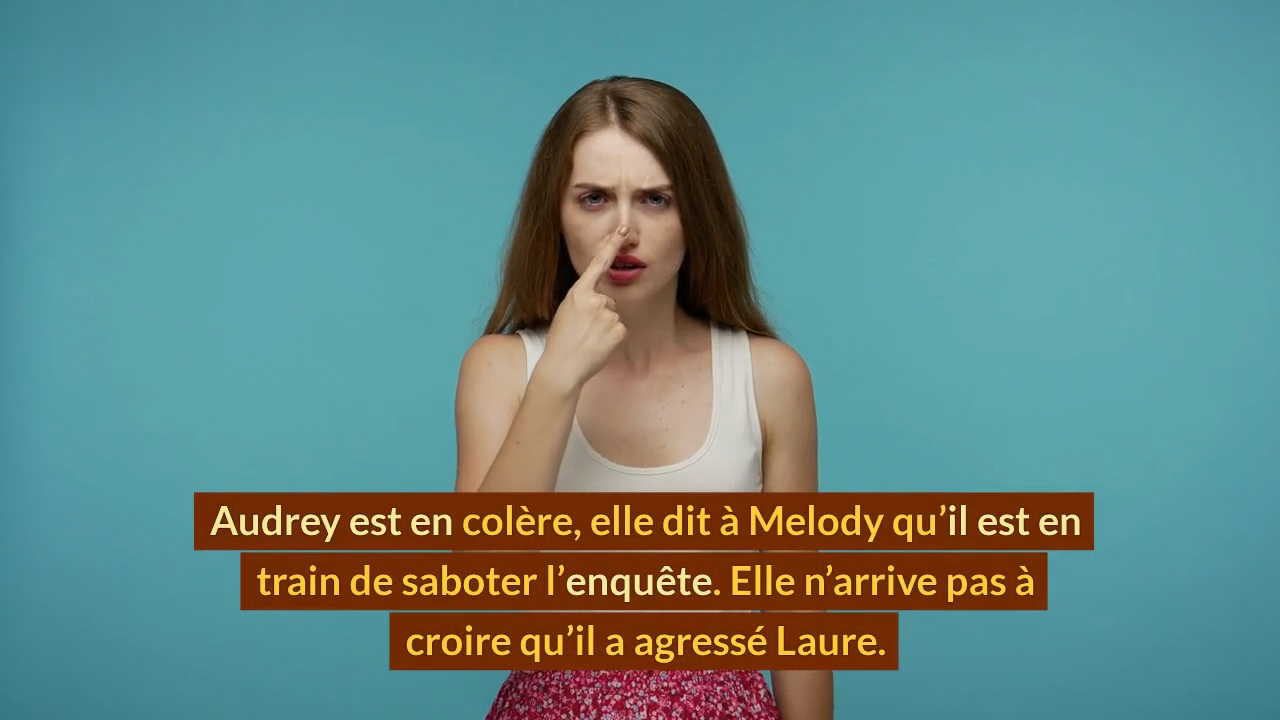 Audrey est en colère, elle dit à Melody qu’il est en
train de saboter l’enquête. Elle n’arrive pas à
croire qu’il a agressé Laure.